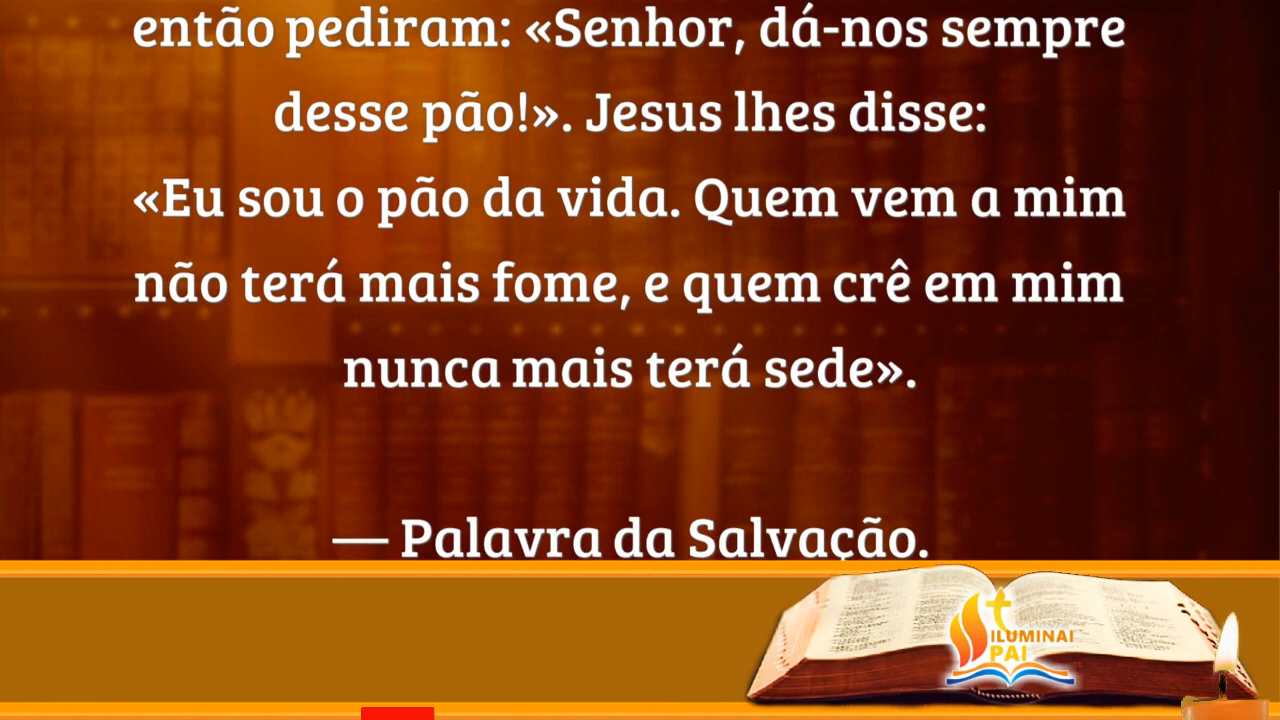 então pediram: «Senhor, dá-nos sempre
desse pão!». Jesus lhes disse:
«Eu sou o pão da vida. Quem vem a mim
não terá mais fome, e quem crê em mim
nunca mais terá sede».
— Palavra da Salvação.
ILUMINAI
PAI